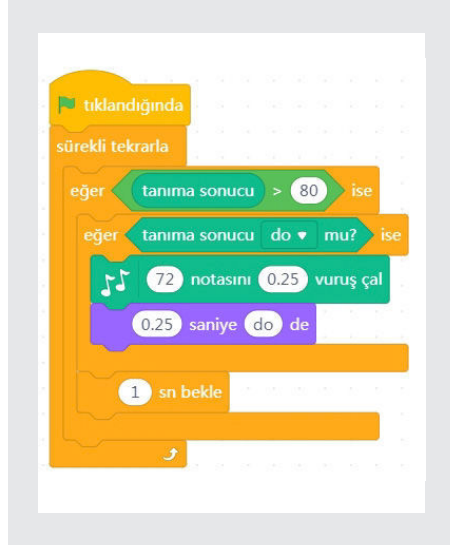 tıklandığında
sürekli tekrarla
eğer tanıma sonucu > 80 ise
eğer tanıma sonucu do mu? ise
72 notasını 0.25 vuruş çal
0.25 saniye do de
1 sn bekle